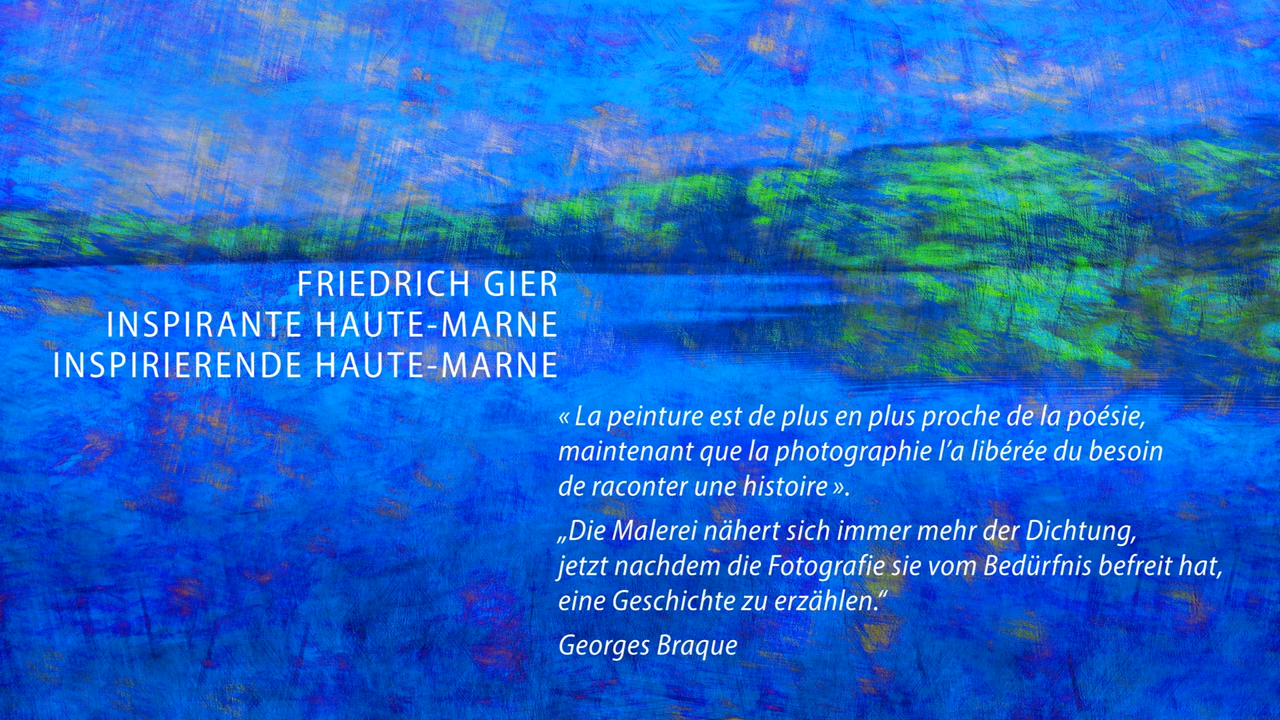 FRIEDRICH GIER
INSPIRANTE HAUTE-MARNE
INSPIRIERENDE HAUTE-MARNE
« La peinture est de plus en plus proche de la poésie,
maintenant que la photographie l’a libérée du besoin
de raconter une histoire ».
„Die Malerei nähert sich immer mehr der Dichtung,
jetzt nachdem die Fotografie sie vom Bedürfnis befreit hat,
eine Geschichte zu erzählen.“
Georges Braque